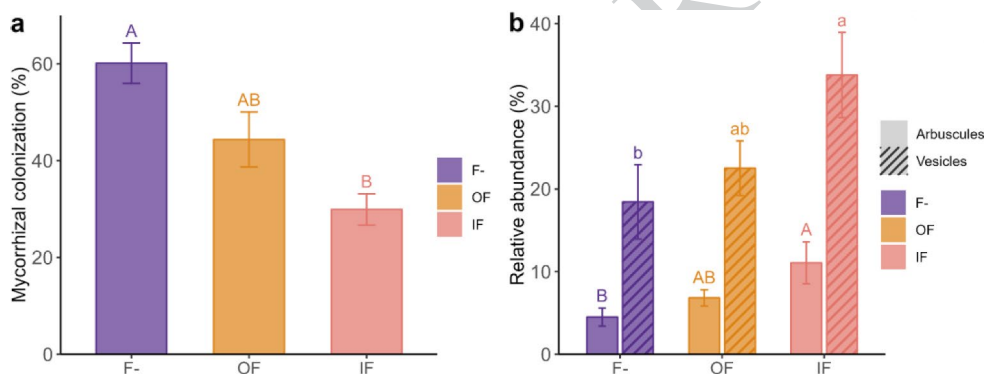 a
Mycorrhizal colonization (%)
60
40
20
0
A
AB
B
F-
OF
IF
F-
OF
IF
b
Relative abundance (%)
40
30
20
10
0
B
b
AB
ab
A
a
F-
OF
IF
Arbuscules
Vesicles
F-
OF
IF